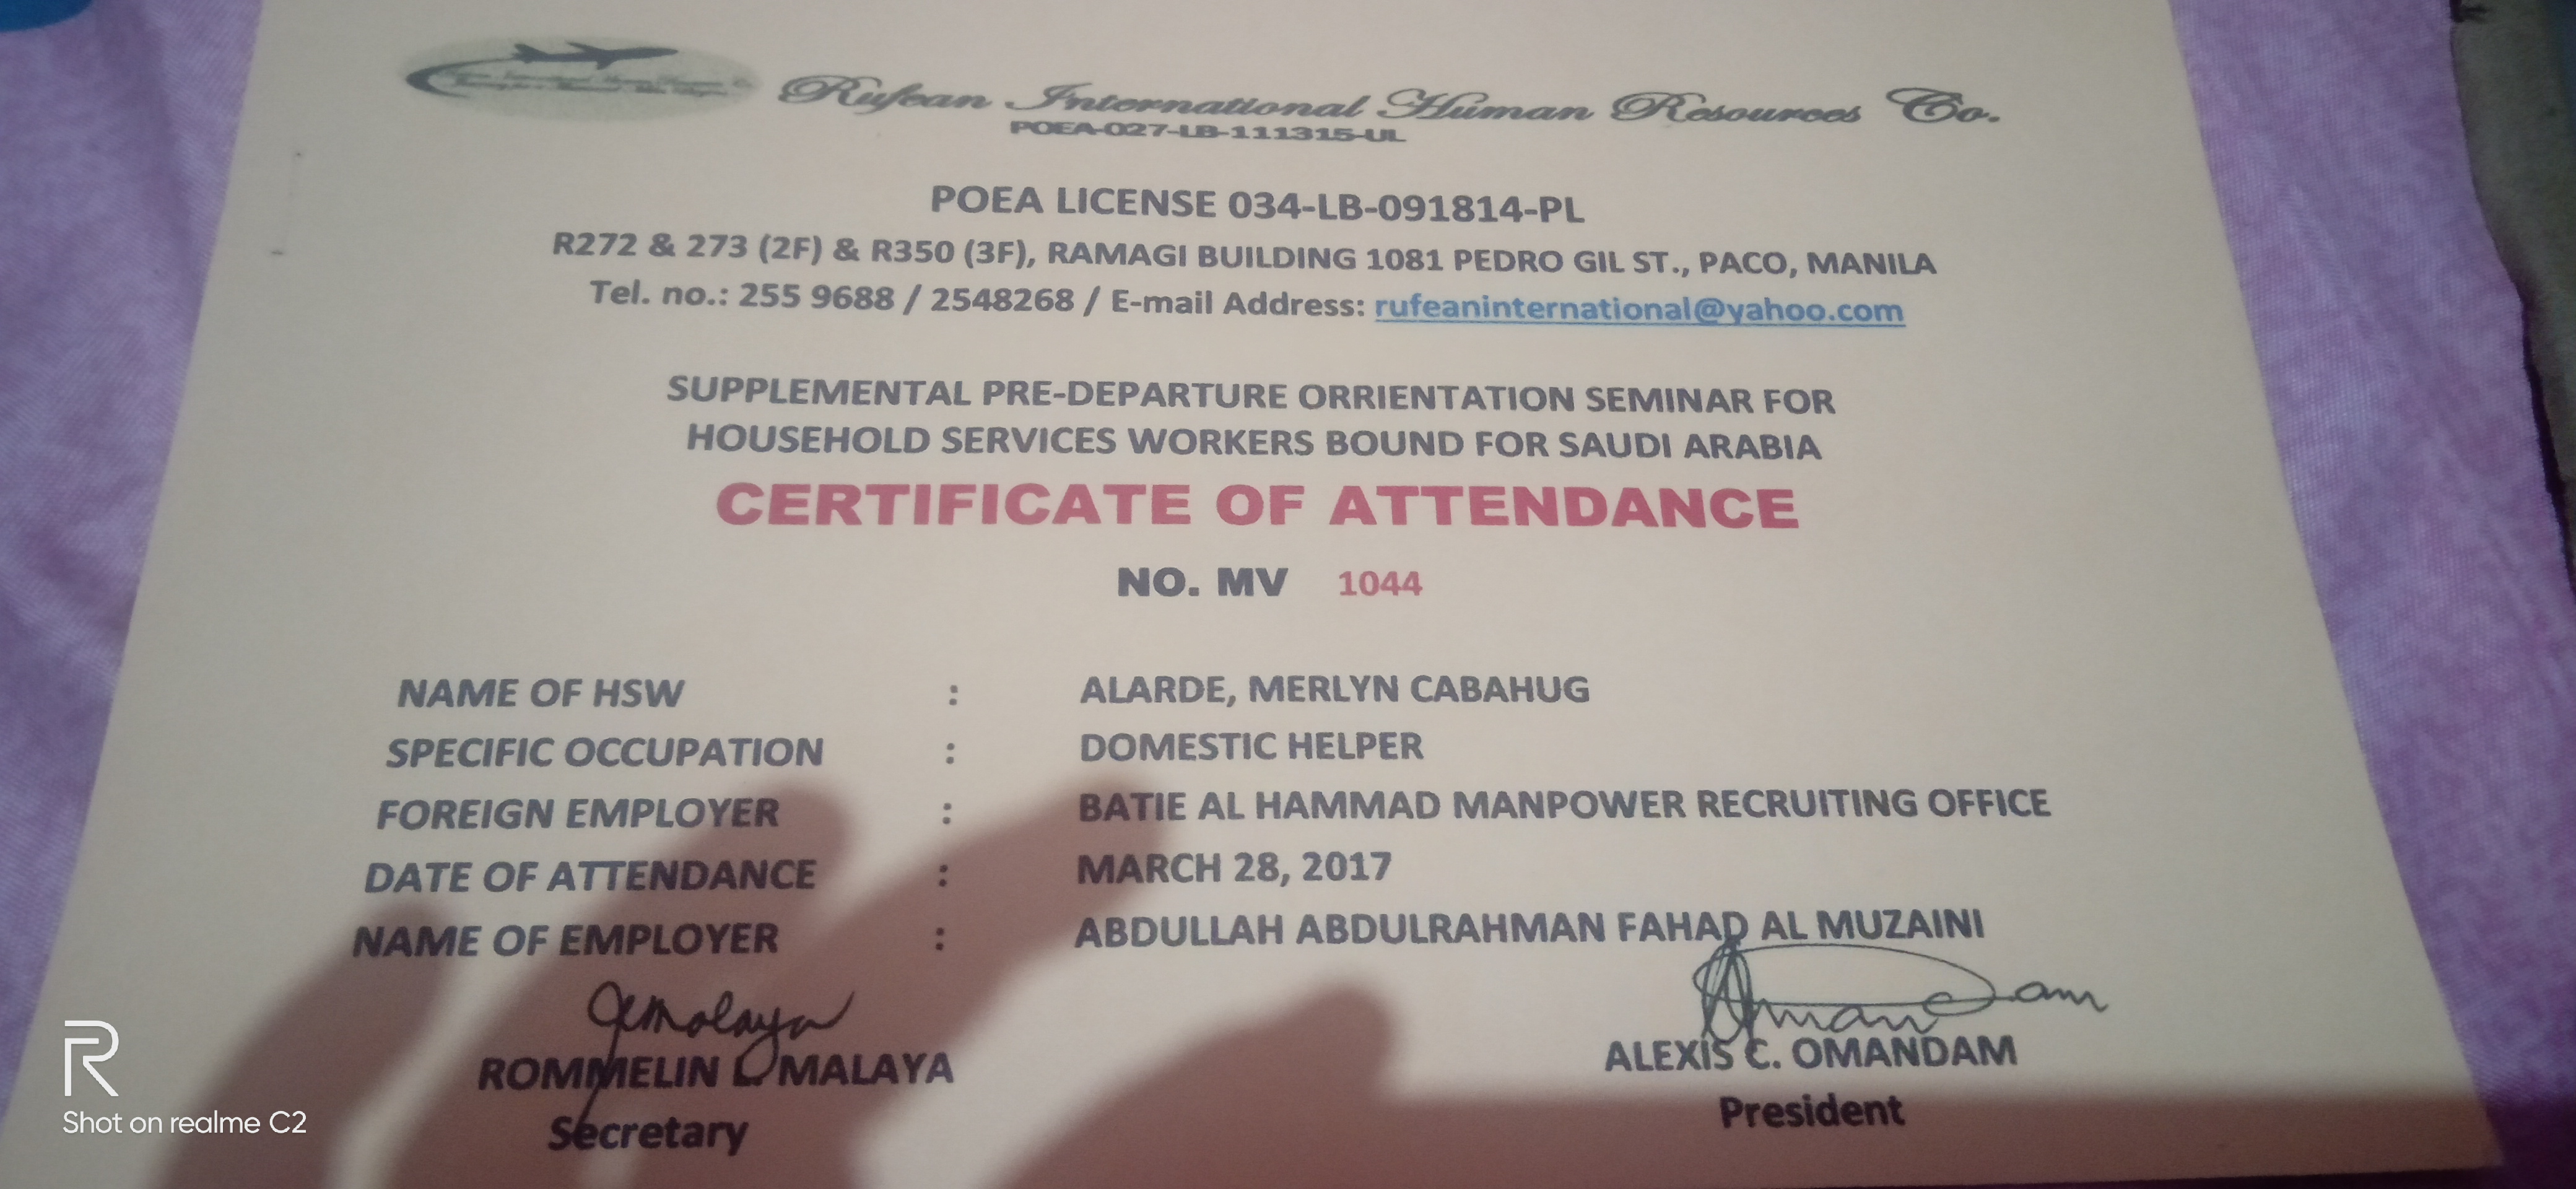 Rufean International Human Resources Co.
POEA-027-LB-111315-UL
POEA LICENSE 034-LB-091814-PL
R272 & 273 (2F) & R350 (3F), RAMAGI BUILDING 1081 PEDRO GIL ST., PACO, MANILA
Tel. no.: 255 9688 / 2548268 / E-mail Address: rufeaninternational@yahoo.com
SUPPLEMENTAL PRE-DEPARTURE ORRIENTATION SEMINAR FOR
HOUSEHOLD SERVICES WORKERS BOUND FOR SAUDI ARABIA
CERTIFICATE OF ATTENDANCE
NO. MV 1044
NAME OF HSW : ALARDE, MERLYN CABAHUG
SPECIFIC OCCUPATION : DOMESTIC HELPER
FOREIGN EMPLOYER : BATIE AL HAMMAD MANPOWER RECRUITING OFFICE
DATE OF ATTENDANCE : MARCH 28, 2017
NAME OF EMPLOYER : ABDULLAH ABDULRAHMAN FAHAD AL MUZAINI
ROMMELIN L. MALAYA ALEXIS C. OMANDAM
Secretary President
R
Shot on realme C2